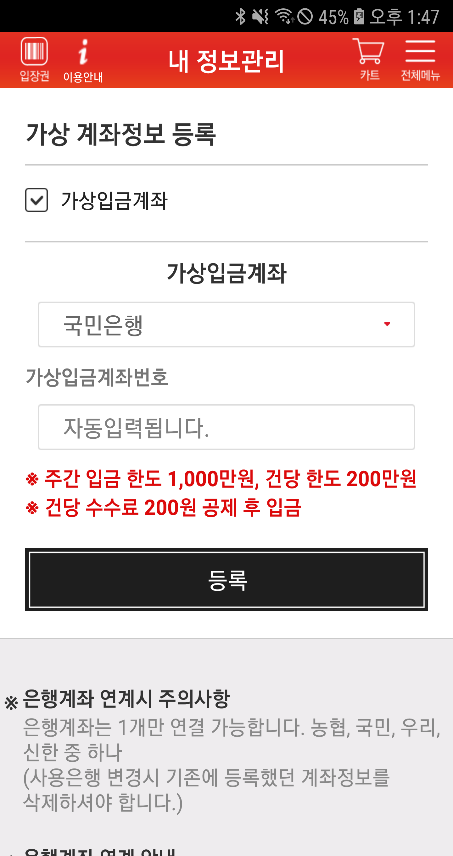 45% 오후 1:47
입장권
이용안내
내 정보관리
카트
전체메뉴
가상 계좌정보 등록
가상입금계좌
가상입금계좌
국민은행
가상입금계좌번호
자동입력됩니다.
※ 주간 입금 한도 1,000만원, 건당 한도 200만원
※ 건당 수수료 200원 공제 후 입금
등록
※ 은행계좌 연계시 주의사항
은행계좌는 1개만 연결 가능합니다. 농협, 국민, 우리,
신한 중 하나
(사용은행 변경시 기존에 등록했던 계좌정보를
삭제하셔야 합니다.)
은행계좌 연계 안내